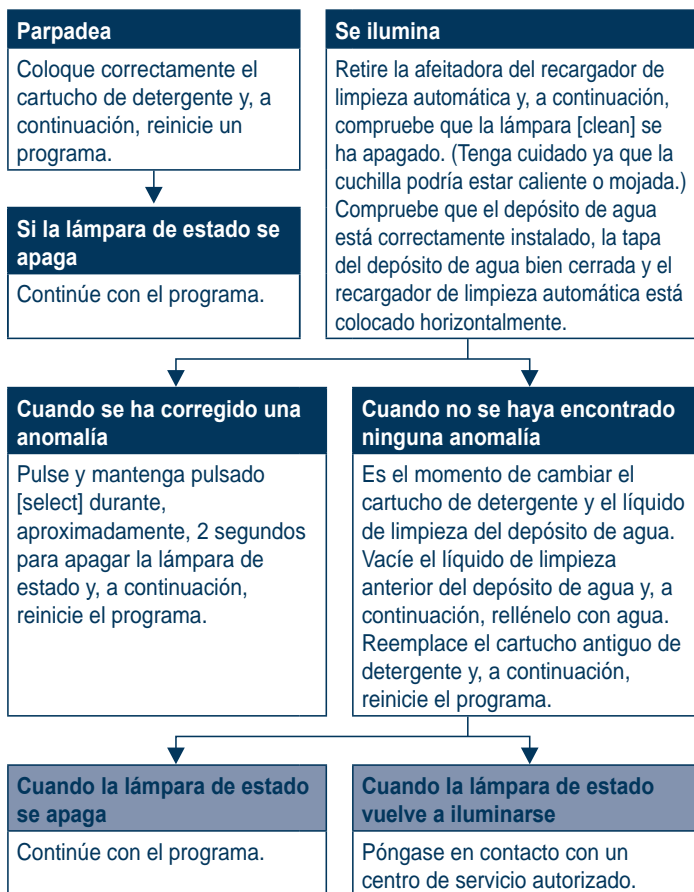 Parpadea
Coloque correctamente el
cartucho de detergente y, a
continuación, reinicie un
programa.
Si la lámpara de estado se
apaga
Continúe con el programa.
Se ilumina
Retire la afeitadora del recargador de
limpieza automática y, a continuación,
compruebe que la lámpara [clean] se
ha apagado. (Tenga cuidado ya que la
cuchilla podría estar caliente o mojada.)
Compruebe que el depósito de agua
está correctamente instalado, la tapa
del depósito de agua bien cerrada y el
recargador de limpieza automática está
colocado horizontalmente.
Cuando se ha corregido una
anomalía
Pulse y mantenga pulsado
[select] durante,
aproximadamente, 2 segundos
para apagar la lámpara de
estado y, a continuación,
reinicie el programa.
Cuando no se haya encontrado
ninguna anomalía
Es el momento de cambiar el
cartucho de detergente y el líquido
de limpieza del depósito de agua.
Vacíe el líquido de limpieza
anterior del depósito de agua y, a
continuación, rellénelo con agua.
Reemplace el cartucho antiguo de
detergente y, a continuación,
reinicie el programa.
Cuando la lámpara de estado
se apaga
Continúe con el programa.
Cuando la lámpara de estado
vuelve a iluminarse
Póngase en contacto con un
centro de servicio autorizado.